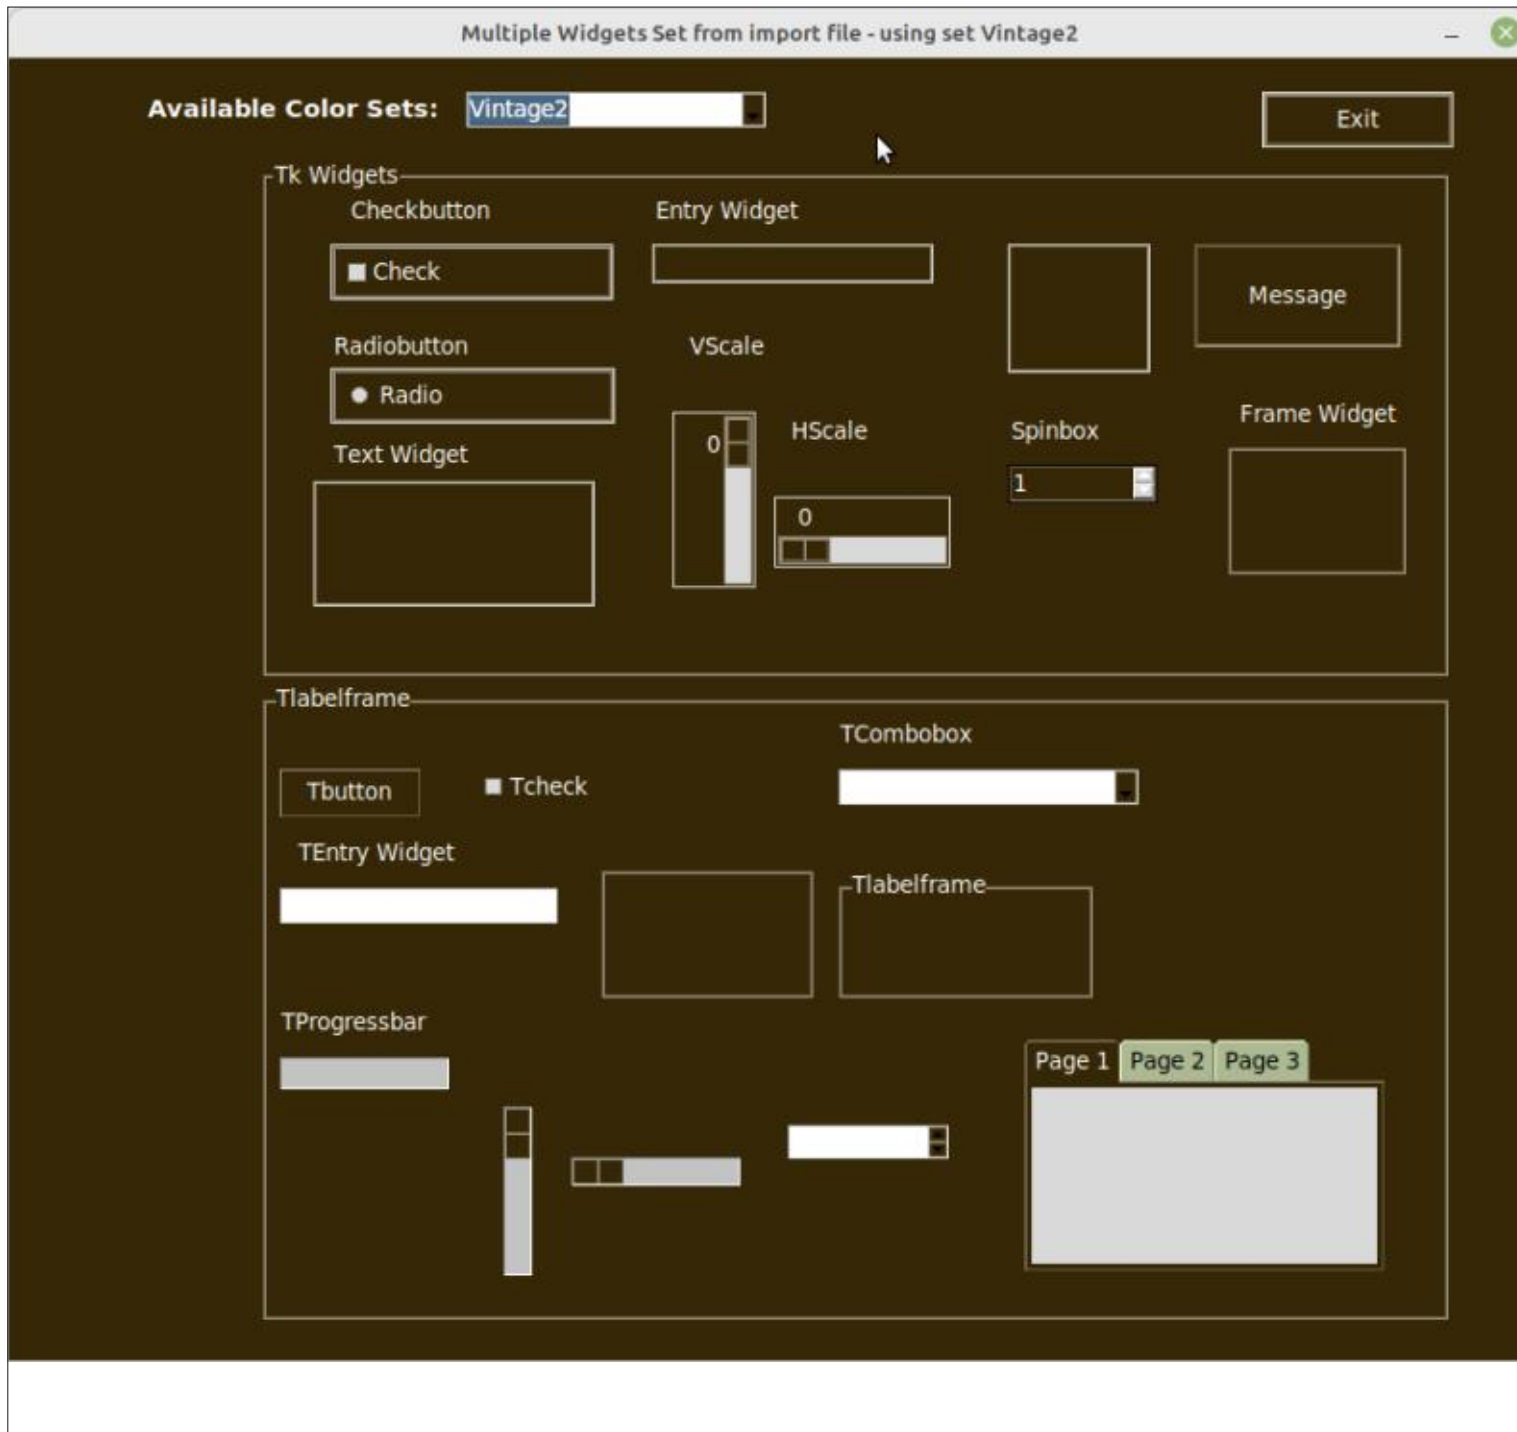 Multiple Widgets Set from import file - using set Vintage2
Available Color Sets: Vintage2
Exit
Tk Widgets
Checkbutton
Entry Widget
Check
Message
Radiobutton
VScale
Radio
Frame Widget
HScale
Spinbox
0
Text Widget
1
0
Tlabelframe
TCombobox
Tbutton
Tcheck
TEntry Widget
Tlabelframe
TProgressbar
Page 1 Page 2 Page 3